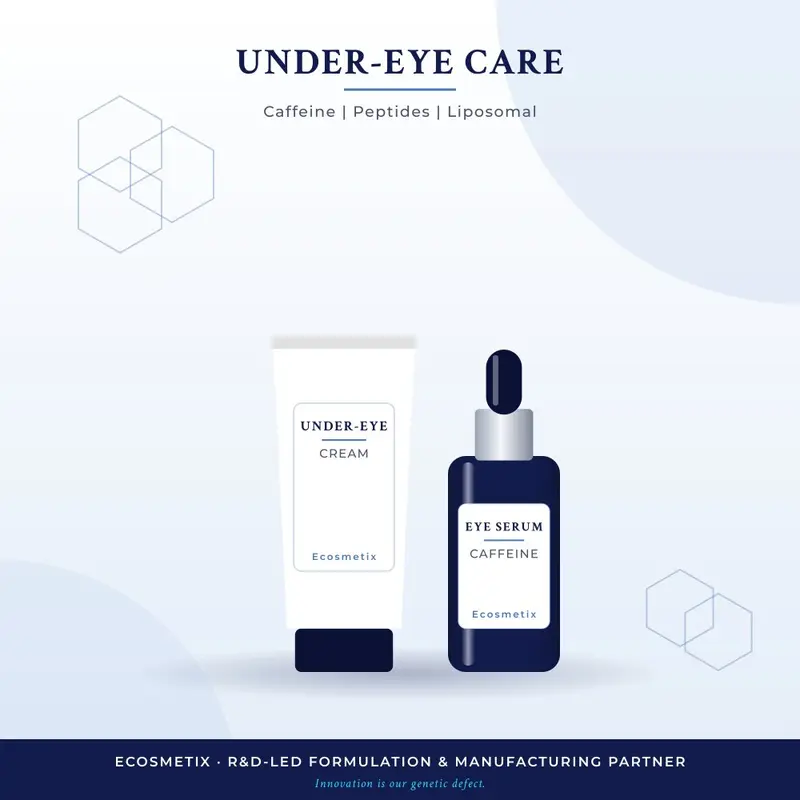 UNDER-EYE CARE
Caffeine | Peptides | Liposomal
UNDER-EYE
CREAM
Ecosmetix
EYE SERUM
CAFFEINE
Ecosmetix
ECOSMETIX · R&D-LED FORMULATION & MANUFACTURING PARTNER
Innovation is our genetic defect.